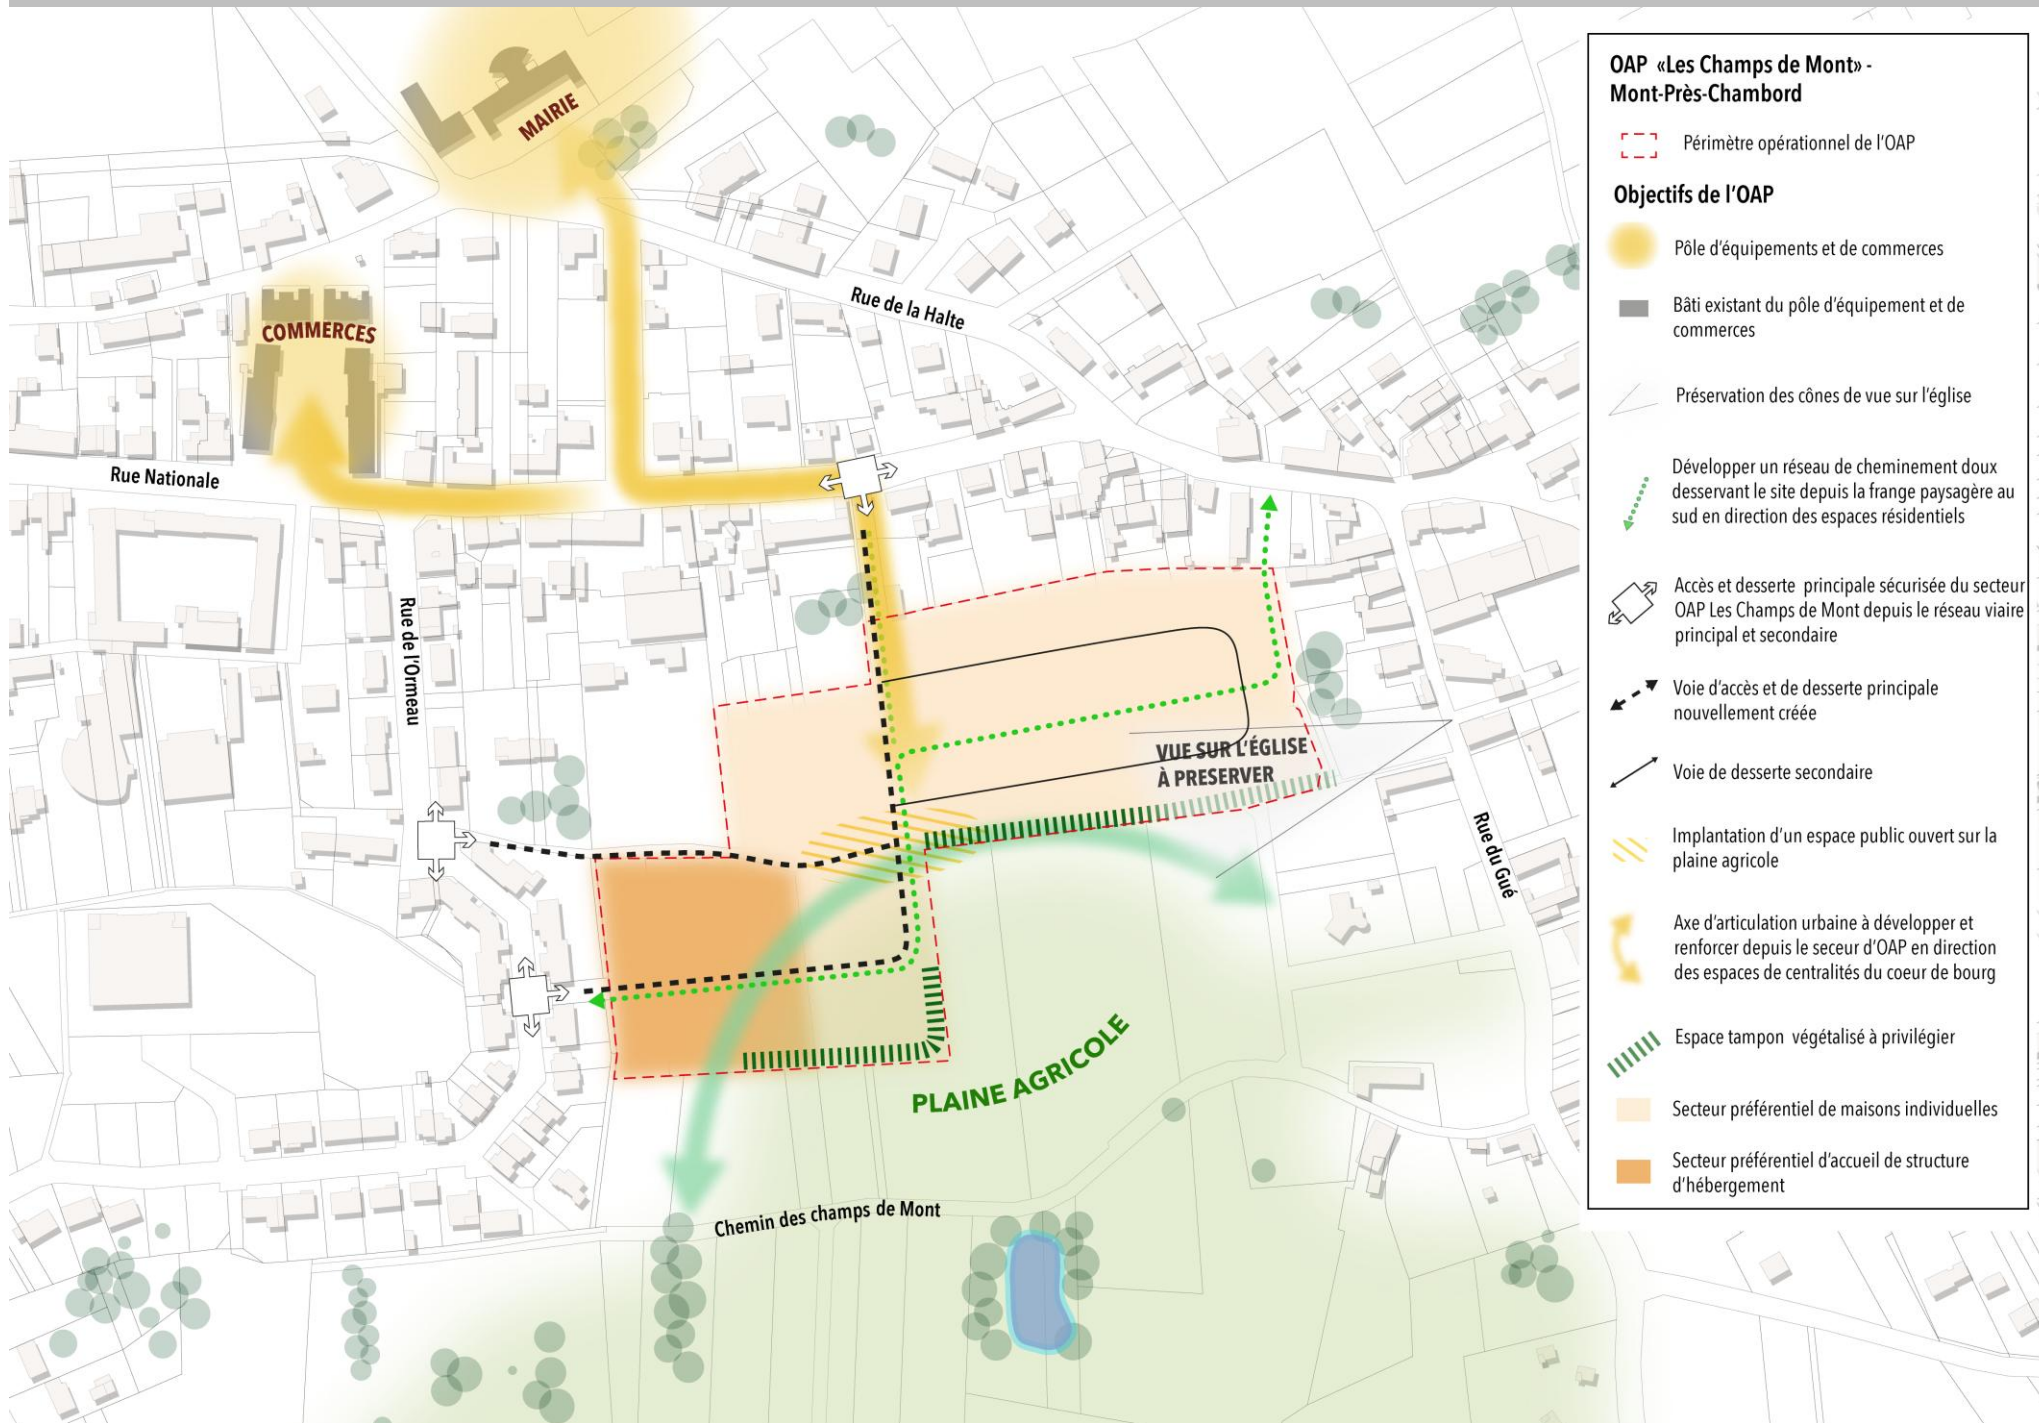 MAIRIE
COMMERCES
Rue de la Halte
Rue Nationale
Rue de l'Ormeau
VUE SUR L'ÉGLISE
À PRESERVER
Rue du Gué
PLAINE AGRICOLE
Chemin des champs de Mont
OAP «Les Champs de Mont» -
Mont-Près-Chambord
Périmètre opérationnel de l'OAP
Objectifs de l'OAP
Pôle d'équipements et de commerces
Bâti existant du pôle d'équipement et de
commerces
Préservation des cônes de vue sur l'église
Développer un réseau de cheminement doux
desservant le site depuis la frange paysagère au
sud en direction des espaces résidentiels
Accès et desserte principale sécurisée du secteur
OAP Les Champs de Mont depuis le réseau viaire
principal et secondaire
Voie d'accès et de desserte principale
nouvellement créée
Voie de desserte secondaire
Implantation d'un espace public ouvert sur la
plaine agricole
Axe d'articulation urbaine à développer et
renforcer depuis le seceur d'OAP en direction
des espaces de centralités du coeur de bourg
Espace tampon végétalisé à privilégier
Secteur préférentiel de maisons individuelles
Secteur préférentiel d'accueil de structure
d'hébergement